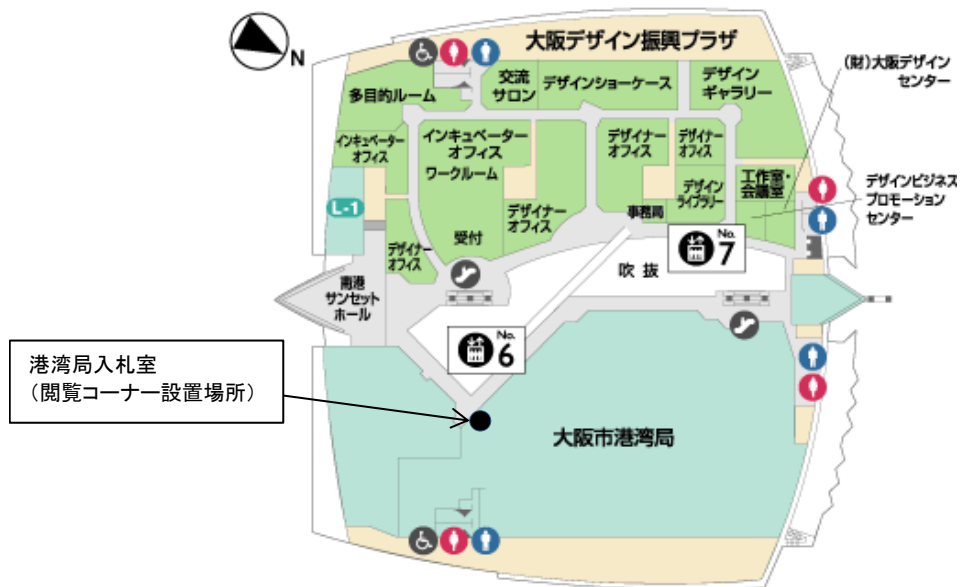 N
大阪デザイン振興プラザ
多目的ルーム
交流
サロン
デザインショーケース
デザイン
ギャラリー
(財)大阪デザイン
センター
インキュベーター
オフィス
インキュベーター
オフィス
ワークルーム
デザイナー
オフィス
デザイナー
オフィス
工作室・
会議室
デザインビジネス
プロモーション
センター
L-1
デザイナー
オフィス
デザイン
ライブラリー
事務局
デザイナー
オフィス
受付
No.
7
吹抜
南港
サンセット
ホール
No.
6
港湾局入札室
(閲覧コーナー設置場所)
大阪市港湾局